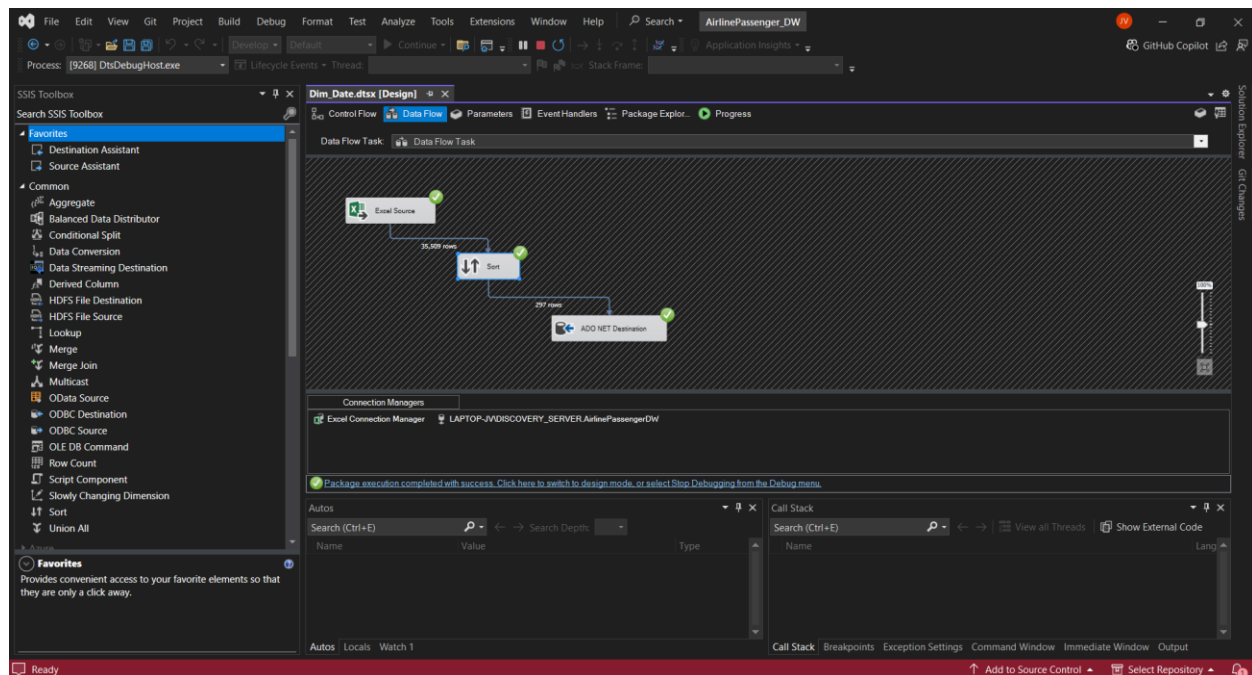 File Edit View Git Project Build Debug Format Test Analyze Tools Extensions Window Help Search AirlinePassenger_DW JV
Develop Default Continue Application Insights GitHub Copilot
Process: [9268] DtsDebugHost.exe Lifecycle Events Thread: Stack Frame:
SSIS Toolbox
Search SSIS Toolbox
Favorites
Destination Assistant
Source Assistant
Common
Aggregate
Balanced Data Distributor
Conditional Split
Data Conversion
Data Streaming Destination
Derived Column
HDFS File Destination
HDFS File Source
Lookup
Merge
Merge Join
Multicast
OData Source
ODBC Destination
ODBC Source
OLE DB Command
Row Count
Script Component
Slowly Changing Dimension
Sort
Union All
Azure
Favorites
Provides convenient access to your favorite elements so that
they are only a click away.
Dim_Date.dtsx [Design]
Control Flow Data Flow Parameters Event Handlers Package Explor... Progress
Data Flow Task: Data Flow Task
Excel Source
35,509 rows
Sort
297 rows
ADO NET Destination
100%
Connection Managers
Excel Connection Manager LAPTOP-JV\DISCOVERY_SERVER.AirlinePassengerDW
Package execution completed with success. Click here to switch to design mode, or select Stop Debugging from the Debug menu.
Autos
Search (Ctrl+E) Search Depth:
Name Value Type
Autos Locals Watch 1
Call Stack
Search (Ctrl+E) View all Threads Show External Code
Name Lang
Call Stack Breakpoints Exception Settings Command Window Immediate Window Output
Solution Explorer
Git Changes
Ready Add to Source Control Select Repository